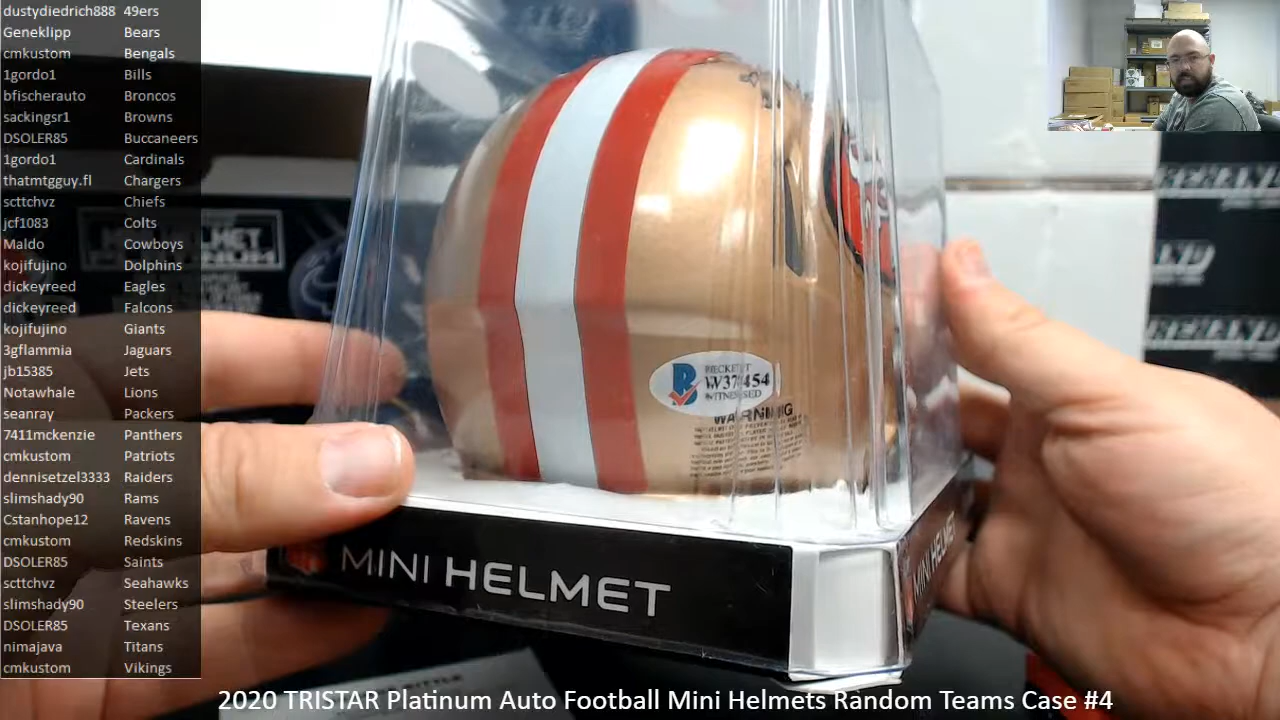 dustydiedrich888 49ers
Geneklipp Bears
cmkustom Bengals
1gordo1 Bills
bfischerauto Broncos
sackingsr1 Browns
DSOLER85 Buccaneers
1gordo1 Cardinals
thatmtgguy.fl Chargers
scttchvz Chiefs
jcf1083 Colts
Maldo Cowboys
kojifujino Dolphins
dickeyreed Eagles
dickeyreed Falcons
kojifujino Giants
3gflammia Jaguars
jb15385 Jets
Notawhale Lions
seanray Packers
7411mckenzie Panthers
cmkustom Patriots
dennisetzel3333 Raiders
slimshady90 Rams
Cstanhope12 Ravens
cmkustom Redskins
DSOLER85 Saints
scttchvz Seahawks
slimshady90 Steelers
DSOLER85 Texans
nimajava Titans
cmkustom Vikings
BECKETT
WITNESSED
WARNING
MINI HELMET
MINI HELMET
2020 TRISTAR Platinum Auto Football Mini Helmets Random Teams Case #4